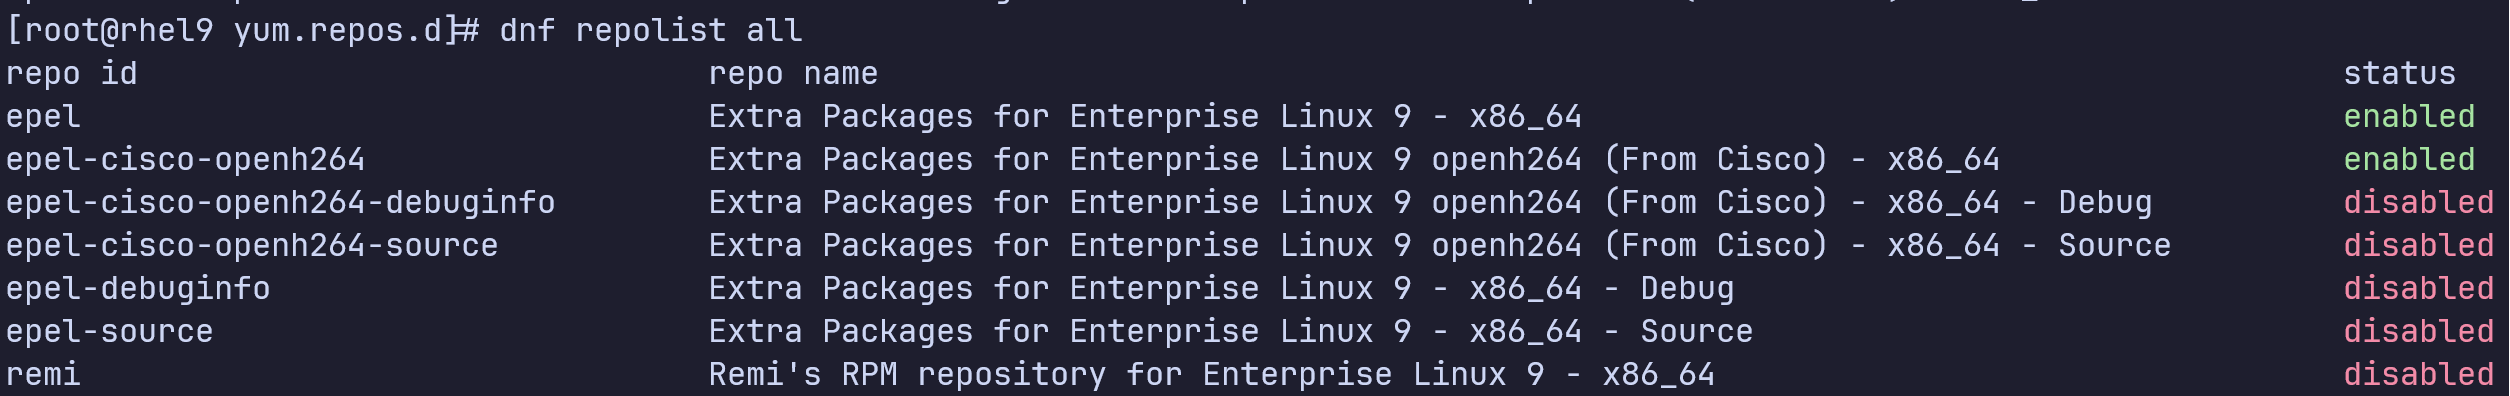 [root@rhel9 yum.repos.d]# dnf repolist all
repo id repo name status
epel Extra Packages for Enterprise Linux 9 - x86_64 enabled
epel-cisco-openh264 Extra Packages for Enterprise Linux 9 openh264 (From Cisco) - x86_64 enabled
epel-cisco-openh264-debuginfo Extra Packages for Enterprise Linux 9 openh264 (From Cisco) - x86_64 - Debug disabled
epel-cisco-openh264-source Extra Packages for Enterprise Linux 9 openh264 (From Cisco) - x86_64 - Source disabled
epel-debuginfo Extra Packages for Enterprise Linux 9 - x86_64 - Debug disabled
epel-source Extra Packages for Enterprise Linux 9 - x86_64 - Source disabled
remi Remi's RPM repository for Enterprise Linux 9 - x86_64 disabled